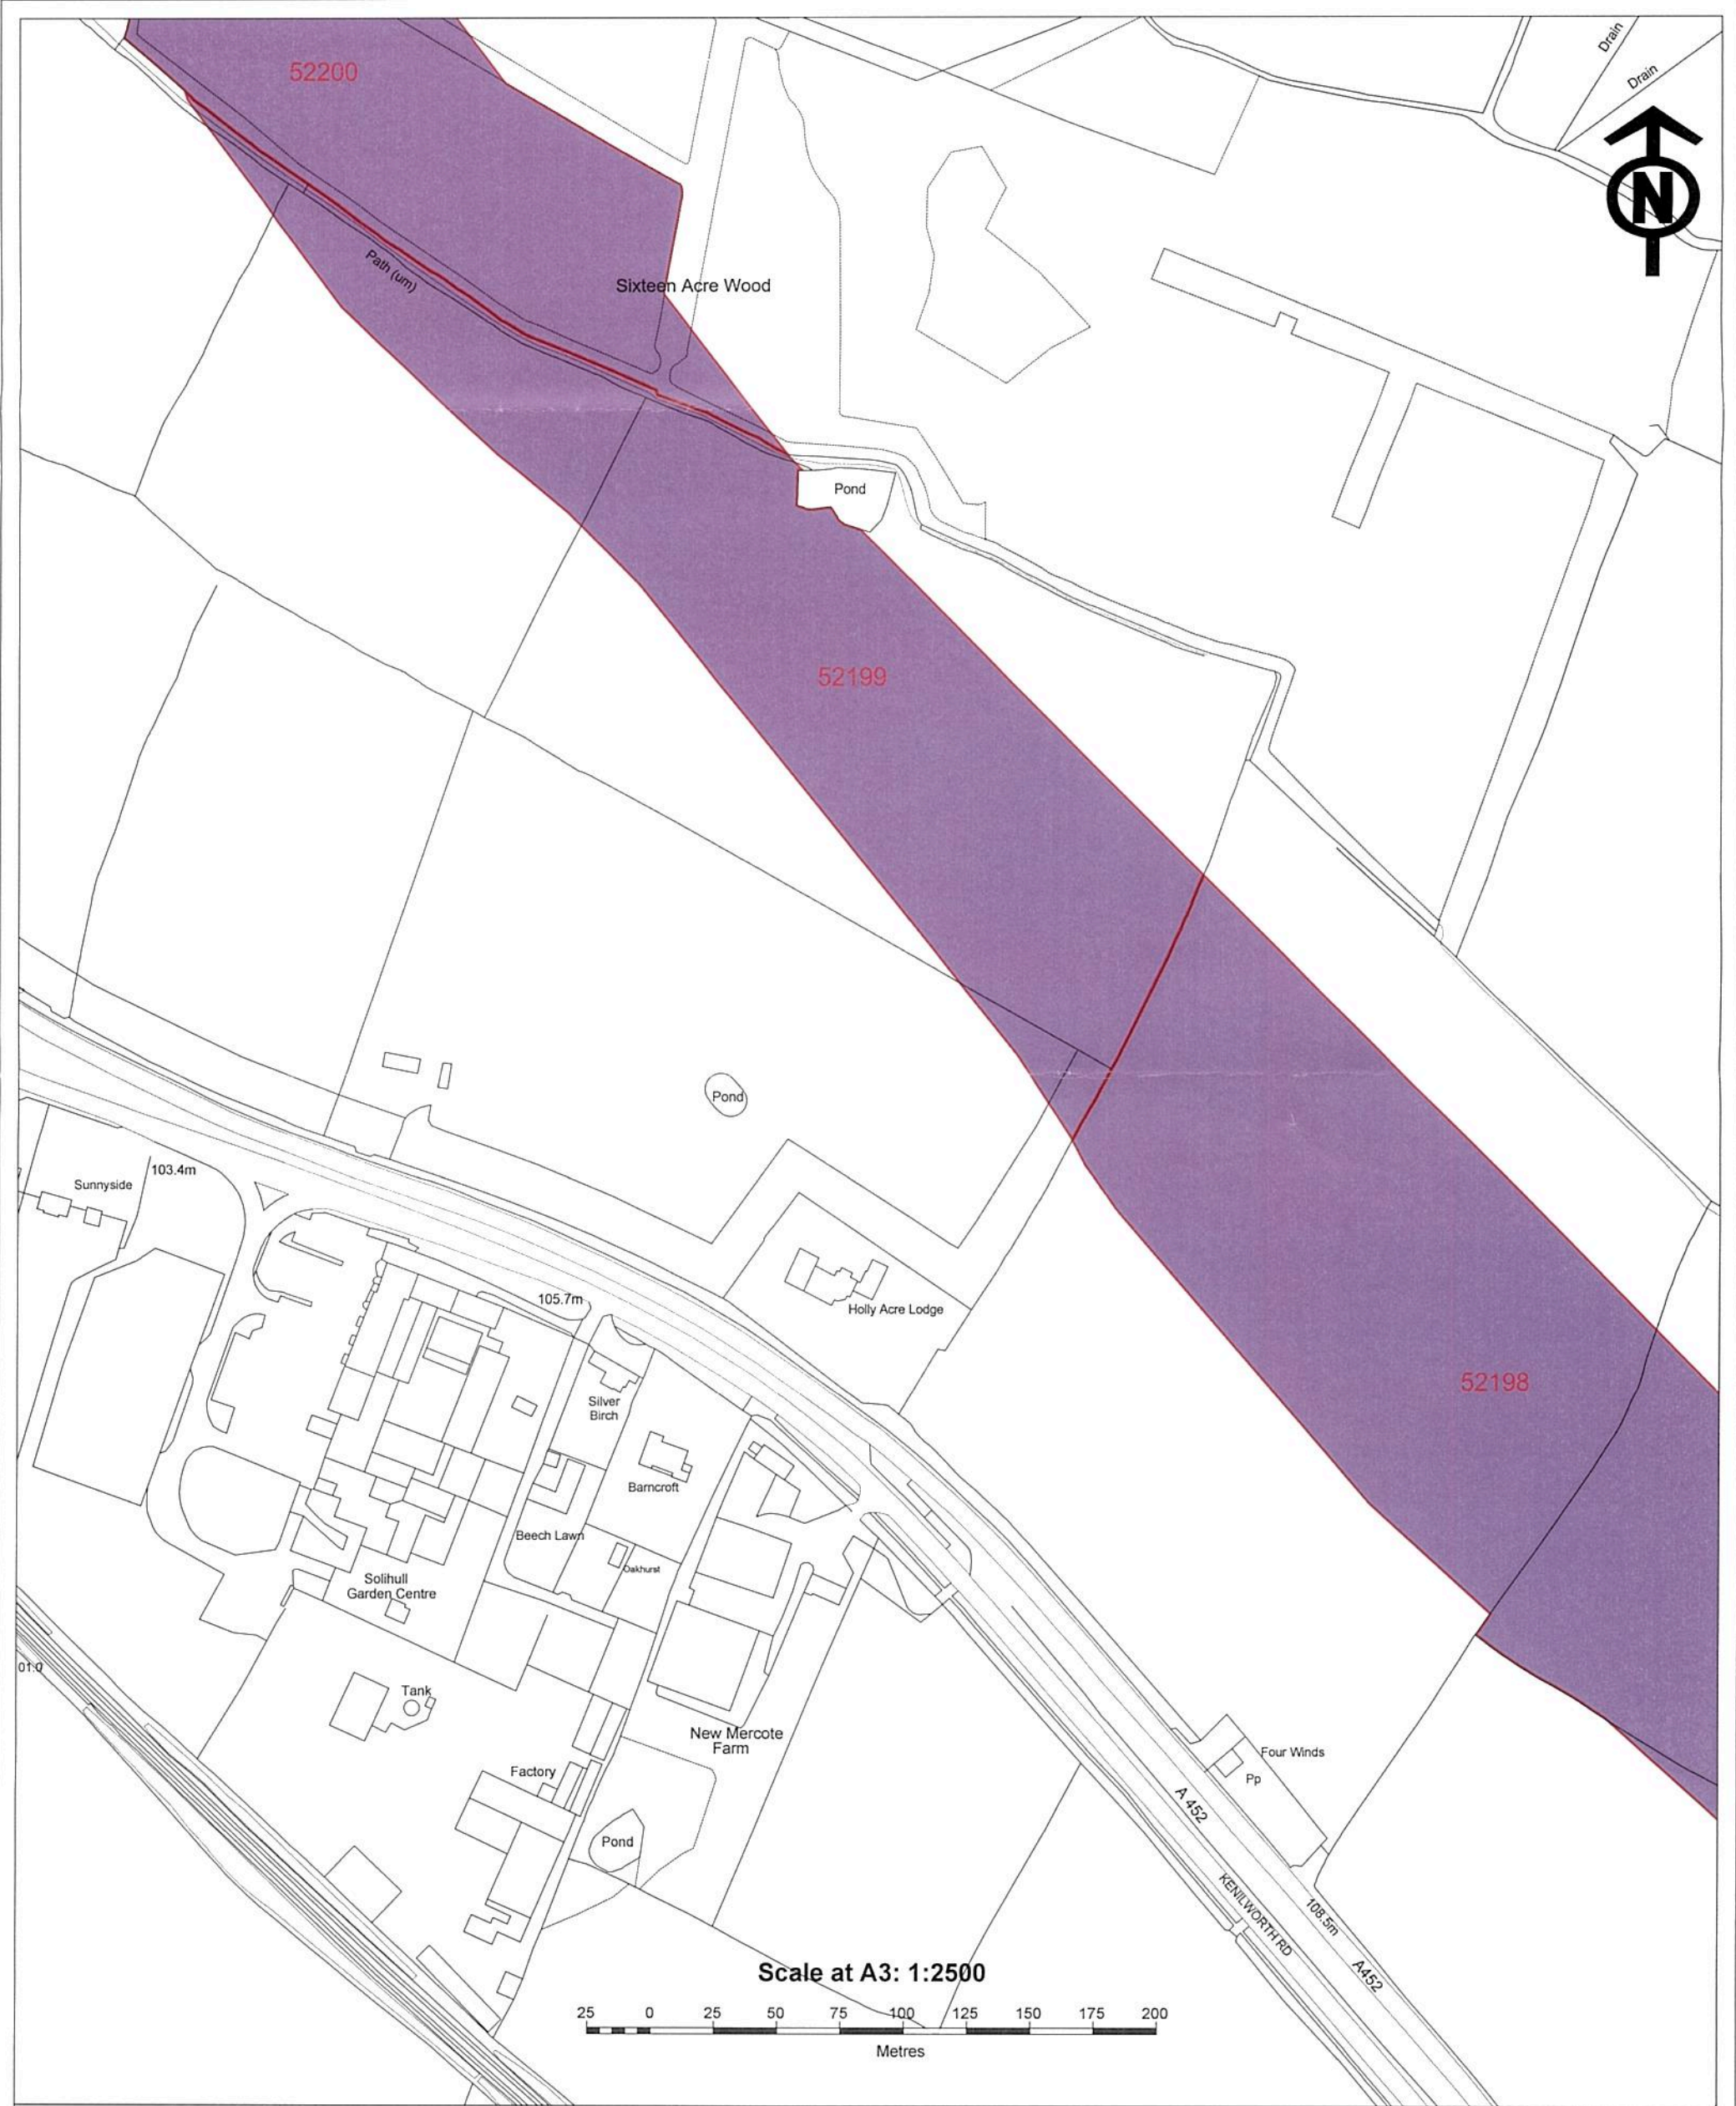 Drain
Drain
52200
N
Path (um)
Sixteen Acre Wood
Pond
52199
Pond
103.4m
Sunnyside
105.7m
Holly Acre Lodge
52198
Silver
Birch
Barncroft
Beech Lawn
Oakhurst
Solihull
Garden Centre
01.0
Tank
New Mercote
Farm
Four Winds
Pp
Factory
A 452
Pond
KENILWORTH RD
108.5m
A452
Scale at A3: 1:2500
25 0 25 50 75 100 125 150 175 200
Metres